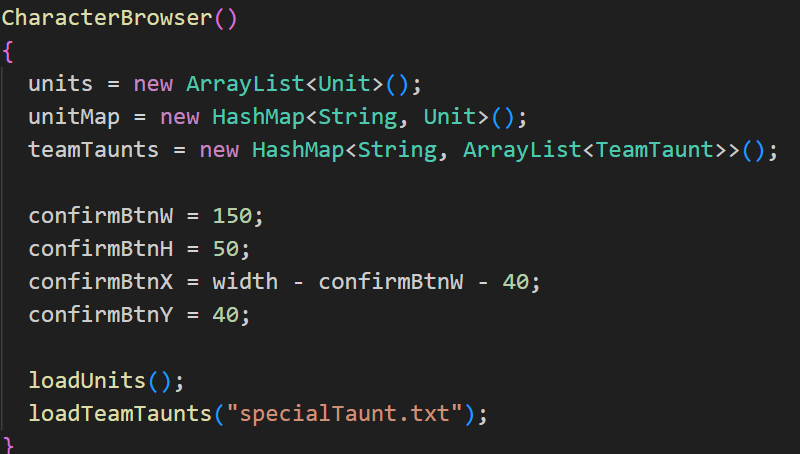 CharacterBrowser()
{
units = new ArrayList<Unit>();
unitMap = new HashMap<String, Unit>();
teamTaunts = new HashMap<String, ArrayList<TeamTaunt>>();
confirmBtnW = 150;
confirmBtnH = 50;
confirmBtnX = width - confirmBtnW - 40;
confirmBtnY = 40;
loadUnits();
loadTeamTaunts("specialTaunt.txt");
}